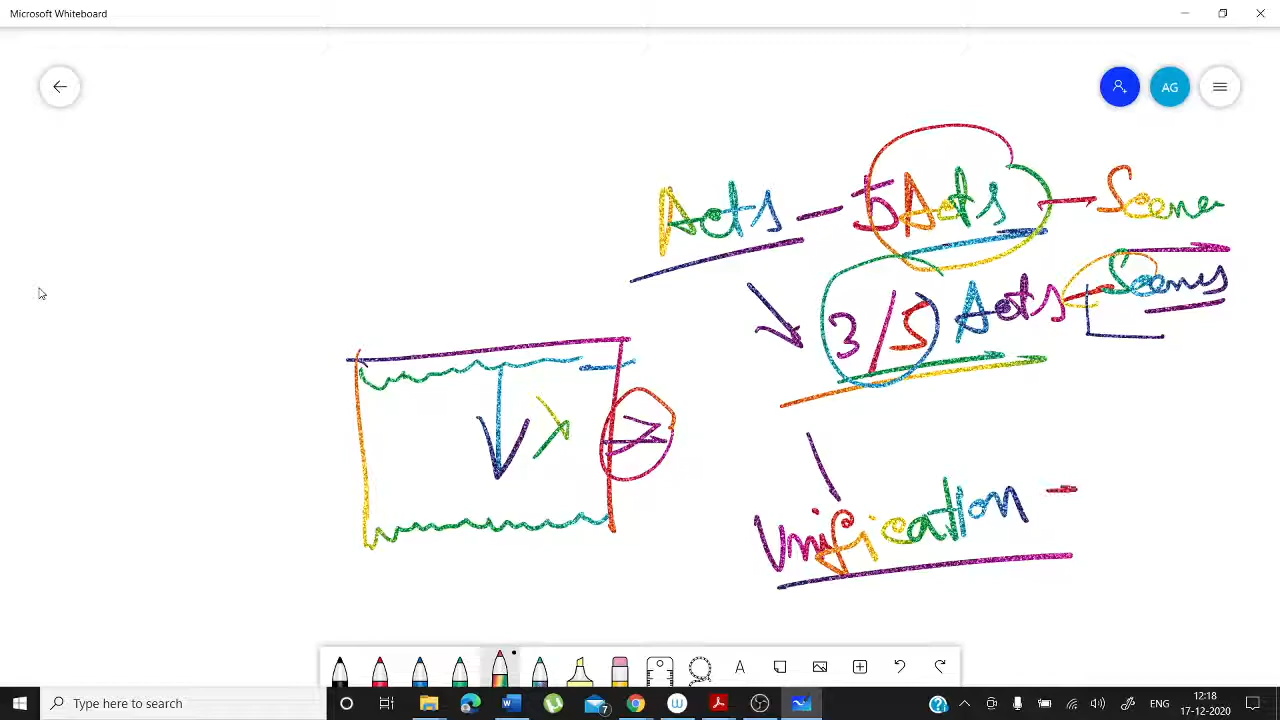 Microsoft Whiteboard
AG
Acts - 5 Acts - Scene
3/5 Acts - Scenes
Unification -
A
Type here to search
7
ENG
12:18
17-12-2020